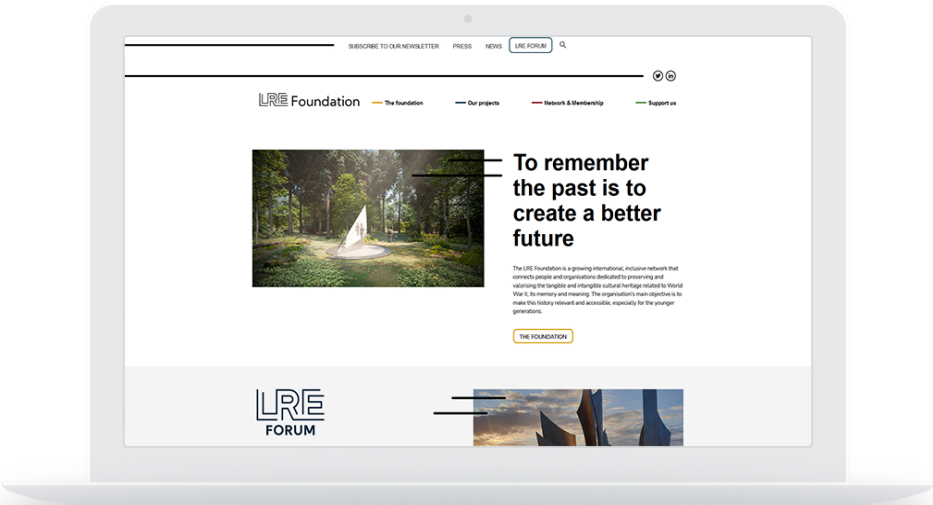 SUBSCRIBE TO OUR NEWSLETTER PRESS NEWS LRE FORUM
LRE Foundation The foundation Our projects Network & Membership Support us
To remember
the past is to
create a better
future
The LRE Foundation is a growing international, inclusive network that
connects people and organisations dedicated to preserving and
valorising the tangible and intangible cultural heritage related to World
War II, its memory and meaning. The organisation's main objective is to
make this history relevant and accessible, especially for the younger
generations.
THE FOUNDATION
LRE
FORUM